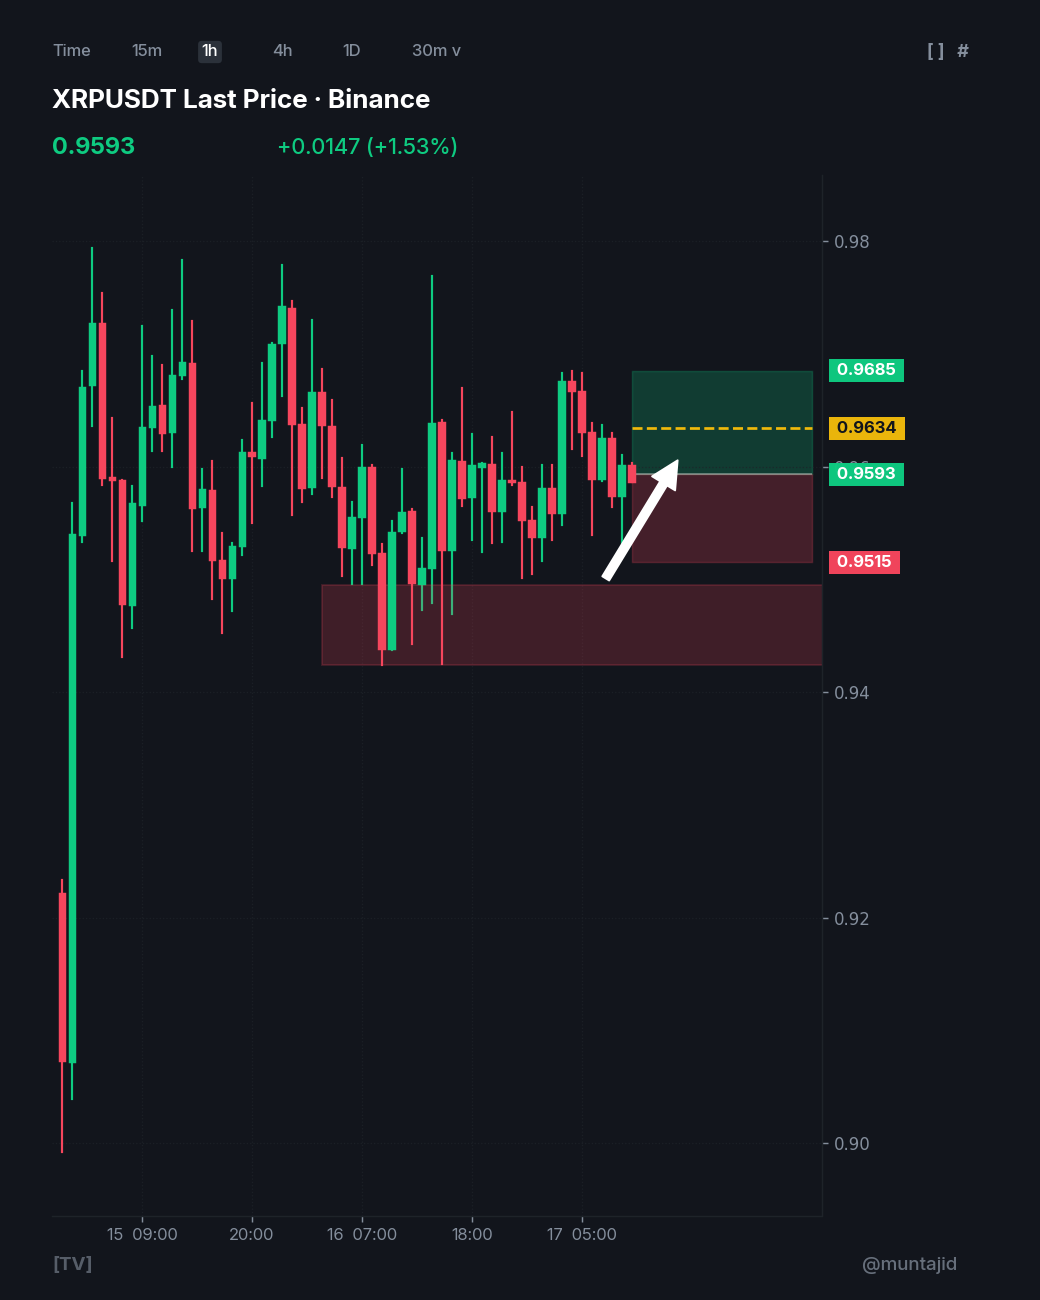 Time 15m 1h 4h 1D 30m v [ ] #
XRPUSDT Last Price · Binance
0.9593 +0.0147 (+1.53%)
0.98
0.9685
0.9634
0.9593
0.9515
0.94
0.92
0.90
15 09:00 20:00 16 07:00 18:00 17 05:00
[TV] @muntajid